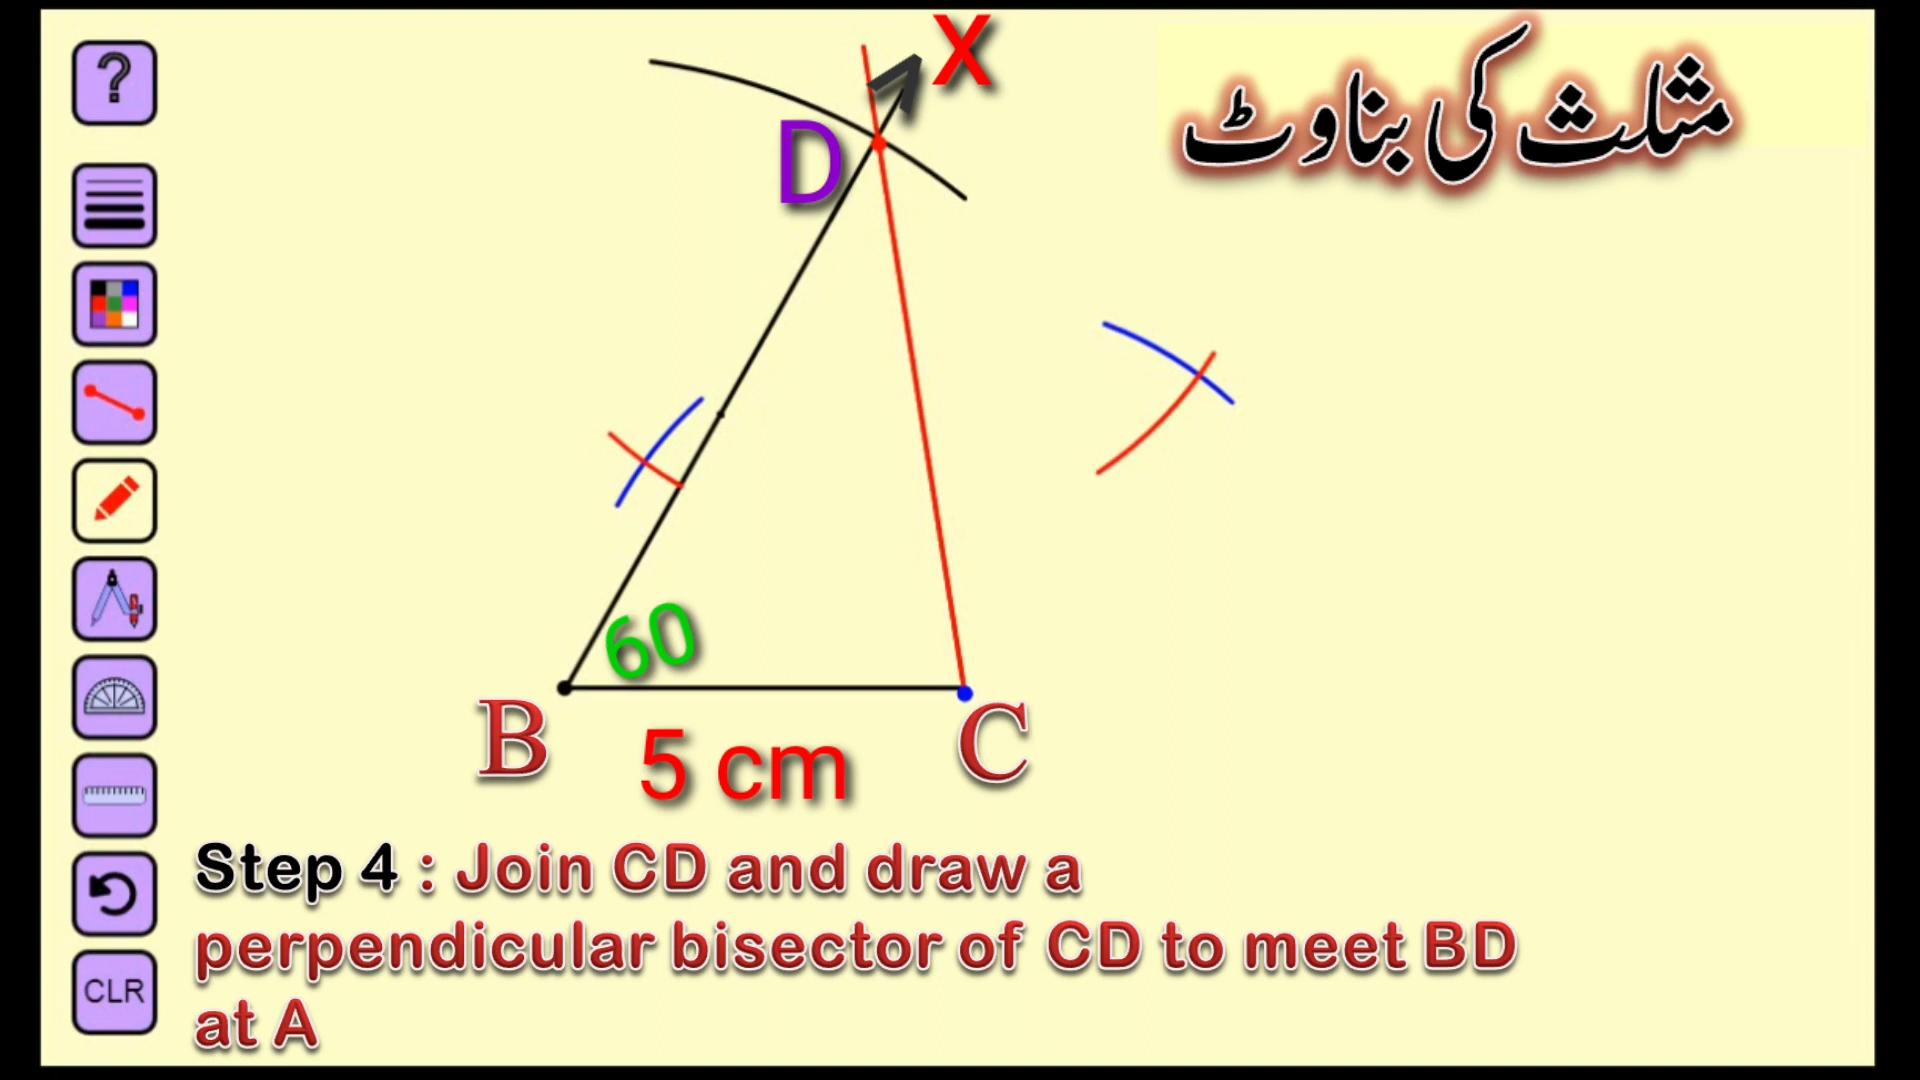 ?
X
مثلث کی بناوٹ
D
60
B
C
5 cm
Step 4 : Join CD and draw a
perpendicular bisector of CD to meet BD
at A
CLR